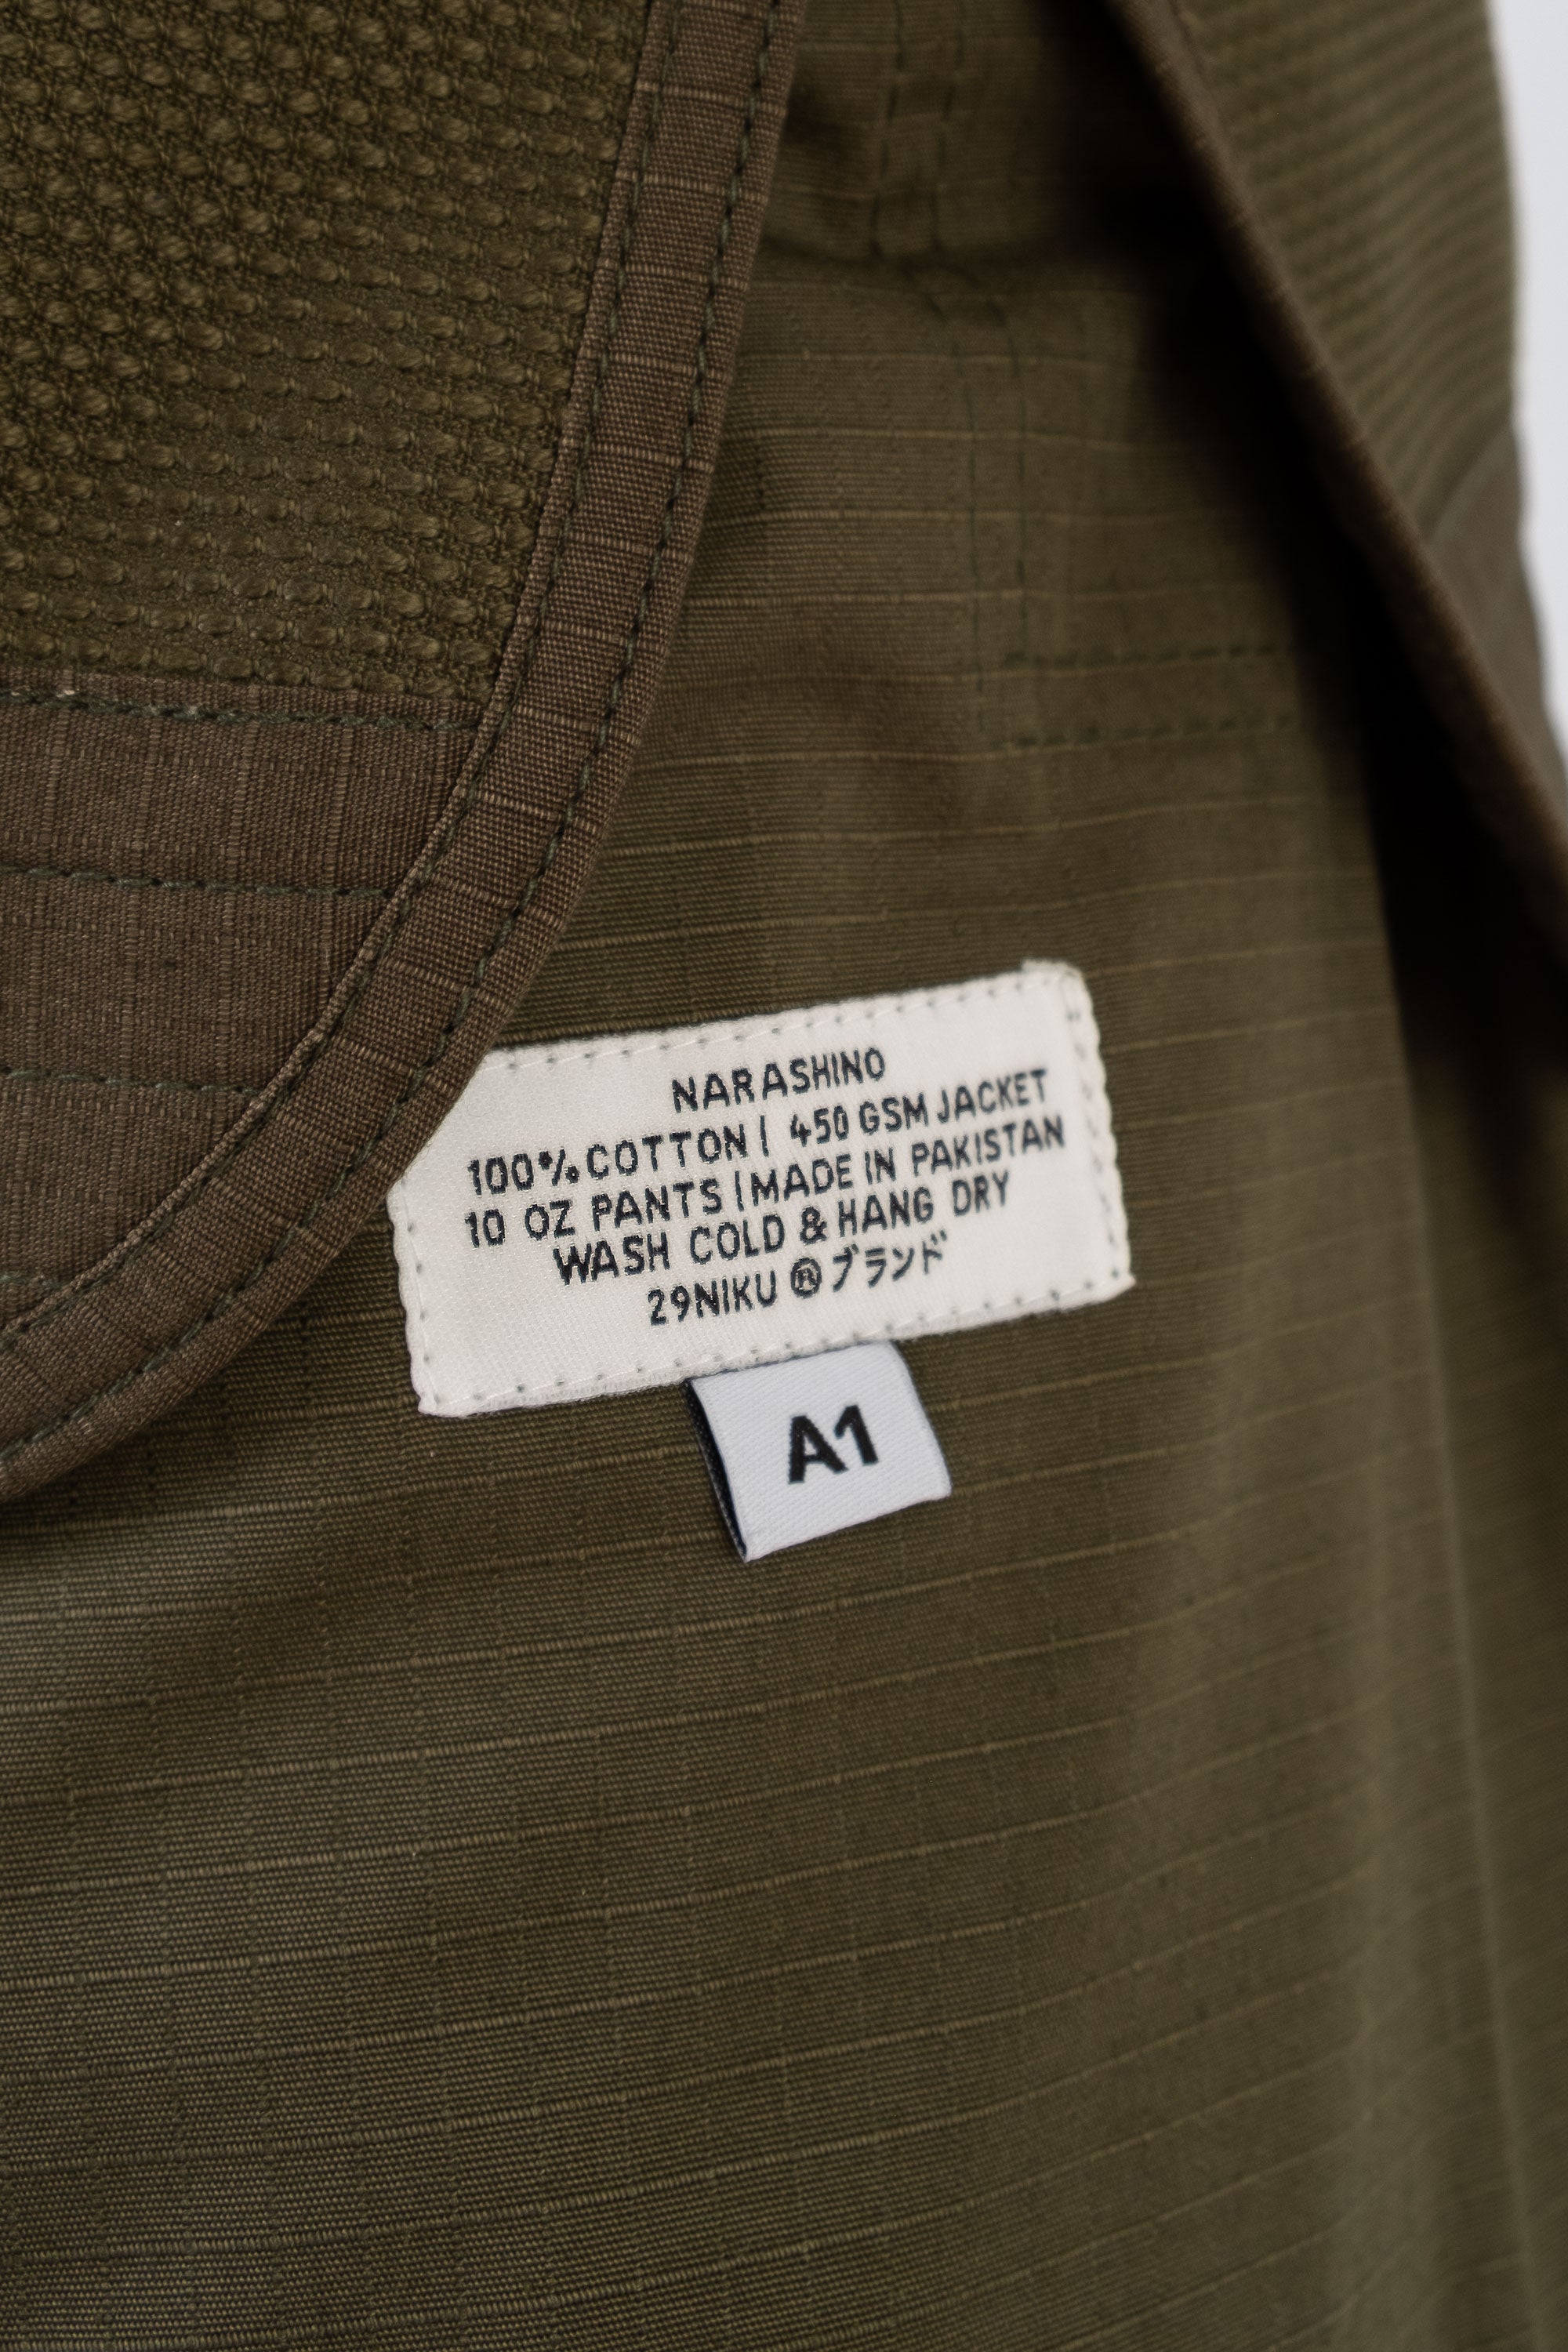 NARASHINO
100% COTTON | 450 GSM JACKET
10 OZ PANTS | MADE IN PAKISTAN
WASH COLD & HANG DRY
29NIKU ® ブランド
A1